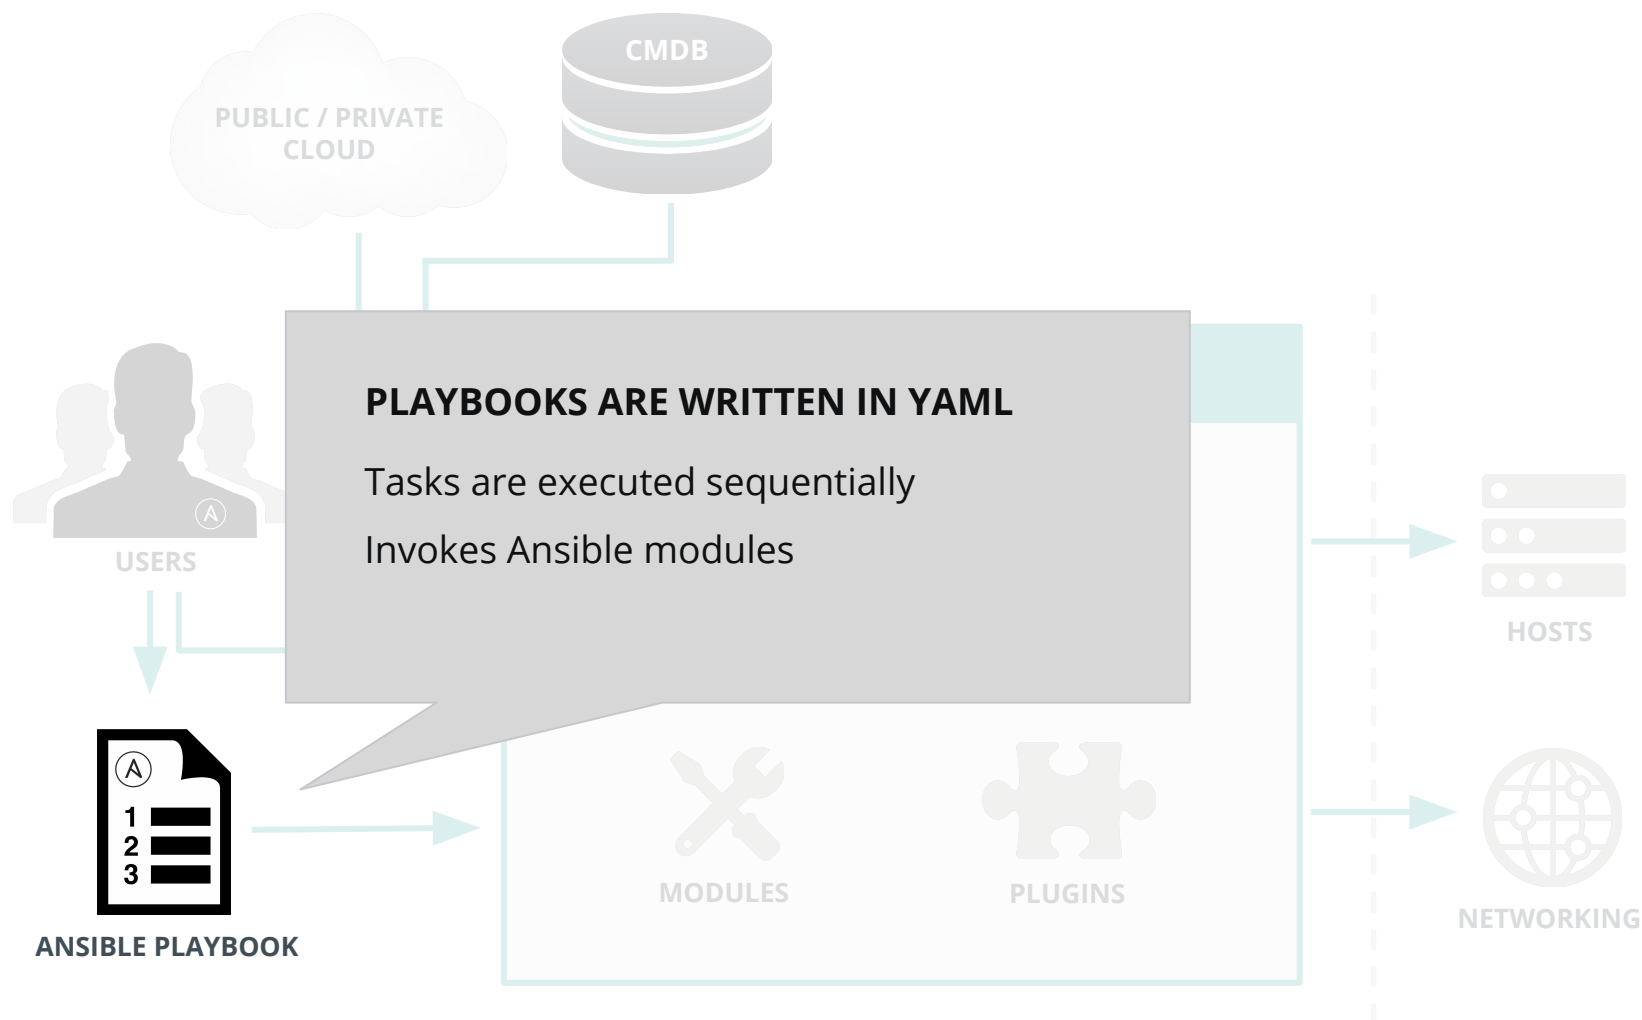 CMDB
PUBLIC / PRIVATE
CLOUD
PLAYBOOKS ARE WRITTEN IN YAML
Tasks are executed sequentially
Invokes Ansible modules
USERS
HOSTS
1
2
3
MODULES
PLUGINS
NETWORKING
ANSIBLE PLAYBOOK